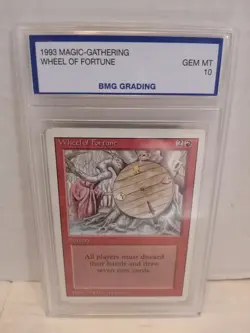 1993 MAGIC-GATHERING
GEM MT
WHEEL OF FORTUNE
10
BMG GRADING
Wheel of Fortune
Sorcery
All players must discard
their hands and draw
seven new cards.